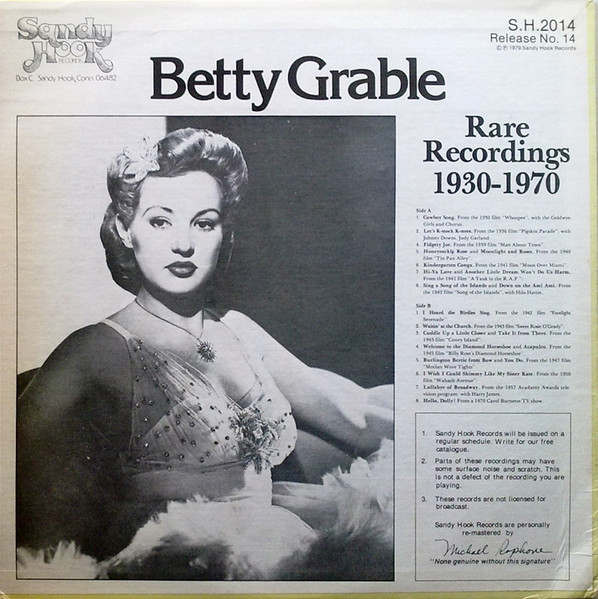 Sandy
Hook
RECORDS
Box C. Sandy Hook, Conn. 06482
S.H.2014
Release No. 14
©℗ 1979 Sandy Hook Records
Betty Grable
Rare
Recordings
1930-1970
Side A
1. Cowboy Song. From the 1930 film "Whoopee", with the Goldwyn
Girls and Chorus.
2. Let's K-nock K-nees. From the 1934 film
with
Johnny Downs, Judy Garland.
4. Fidgety Joe. From the 1939 film "Man About Town"
5. Honeysuckle Rose and Moonlight and Roses. From the 1940
film "Tin Pan Alley"
6. Kindergarten Conga. From the 1941 film "Moon Over Miami"
7. Hi-Ya Love and Another Little Dream Won't Do Us Harm.
From the 1941 film "A Yank in the R.A.F."
8. Sing a Song of the Islands and Down on the Ami Ami. From
the 1942 film "Song of the Islands", with Hilo Hattie.
Side B
1. I Heard the Birdies Sing. From the 1942 film "Footlight
Serenade"
2. Waitin' at the Church. From the 1943 film "Sweet Rosie O'Grady"
3. Cuddle Up a Little Closer and Take It from There. From the
1943 film "Coney Island"
4. Welcome to the Diamond Horseshoe and Acapulco. From the
1945 film "Billy Rose's Diamond Horseshoe"
5. Burlington Bertie from Bow and You Do. From the 1947 film
"Mother Wore Tights"
6. I Wish I Could Shimmy Like My Sister Kate. From the 1950
film "Wabash Avenue"
7. Lullabye of Broadway. From the 1957 Academy Awards tele-
vision program, with Harry James.
8. Hello, Dolly! From a 1970 Carol Burnette TV show.
1. Sandy Hook Records will be issued on a
regular schedule. Write for our free
catalogue.
2. Parts of these recordings may have
some surface noise and scratch. This
is not a defect of the recording you are
playing.
3. These records are not licensed for
broadcast.
Sandy Hook Records are personally
re-mastered by
Michael
"None genuine without this signature"